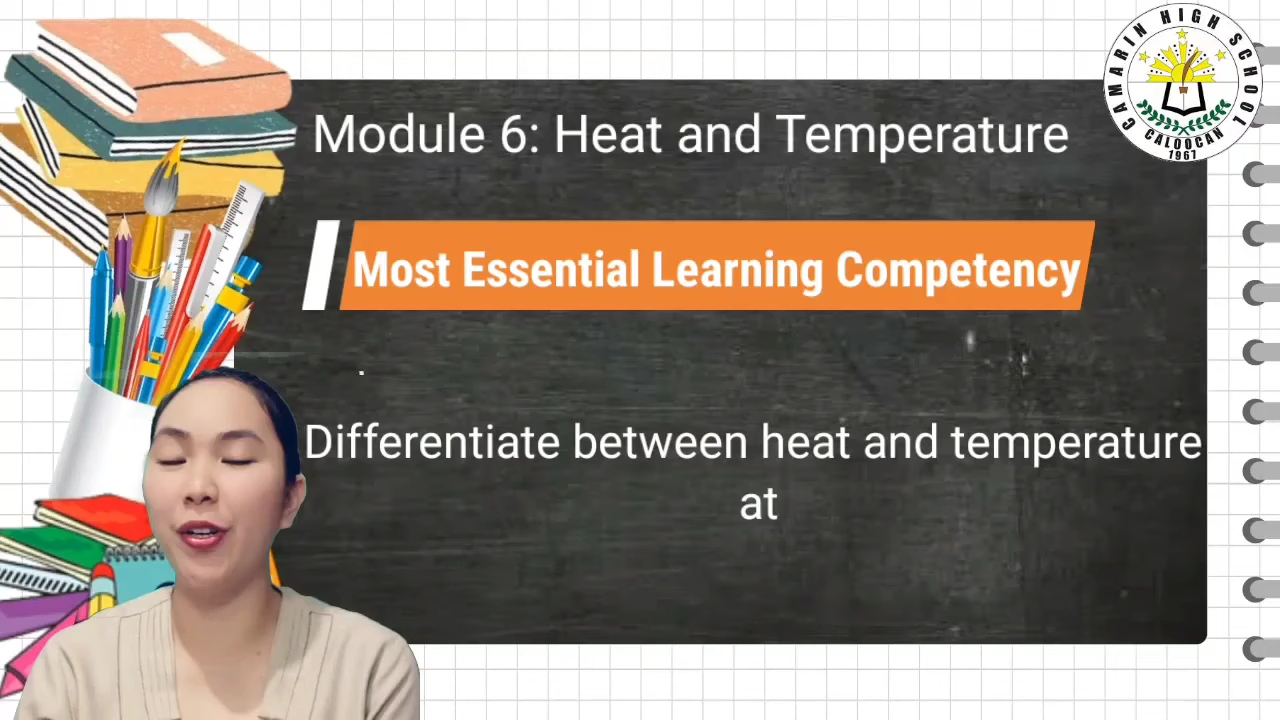 CAMARIN HIGH SCHOOL
CALOOCAN
1967
Module 6: Heat and Temperature
Most Essential Learning Competency
.
Differentiate between heat and temperature
at